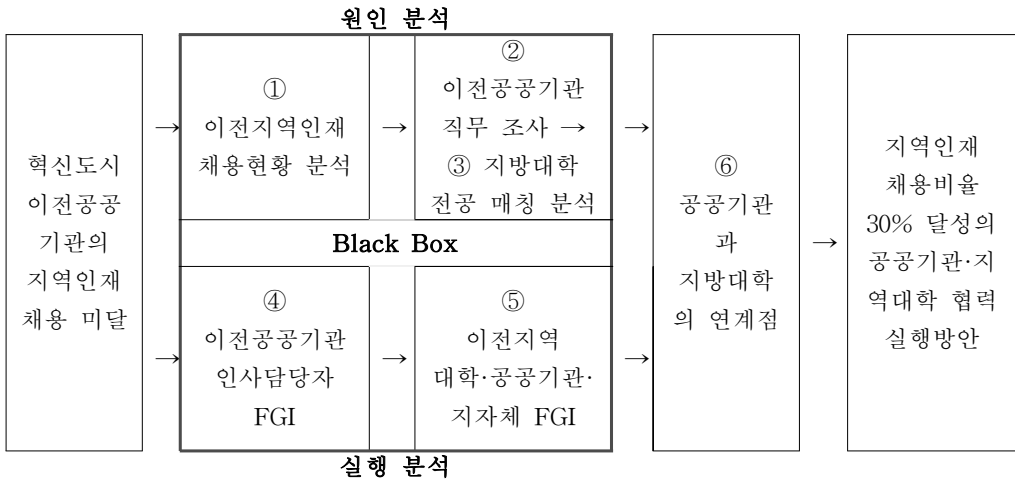 원인 분석
혁신도시
이전공공
기관의
지역인재
채용 미달
→
①
이전지역인재
채용현황 분석
→
②
이전공공기관
직무 조사 →
③ 지방대학
전공 매칭 분석
→
Black Box
→
④
이전공공기관
인사담당자
FGI
→
⑤
이전지역
대학·공공기관·
지자체 FGI
→
⑥
공공기관
과
지방대학
의 연계점
→
지역인재
채용비율
30% 달성의
공공기관·지
역대학 협력
실행방안
실행 분석